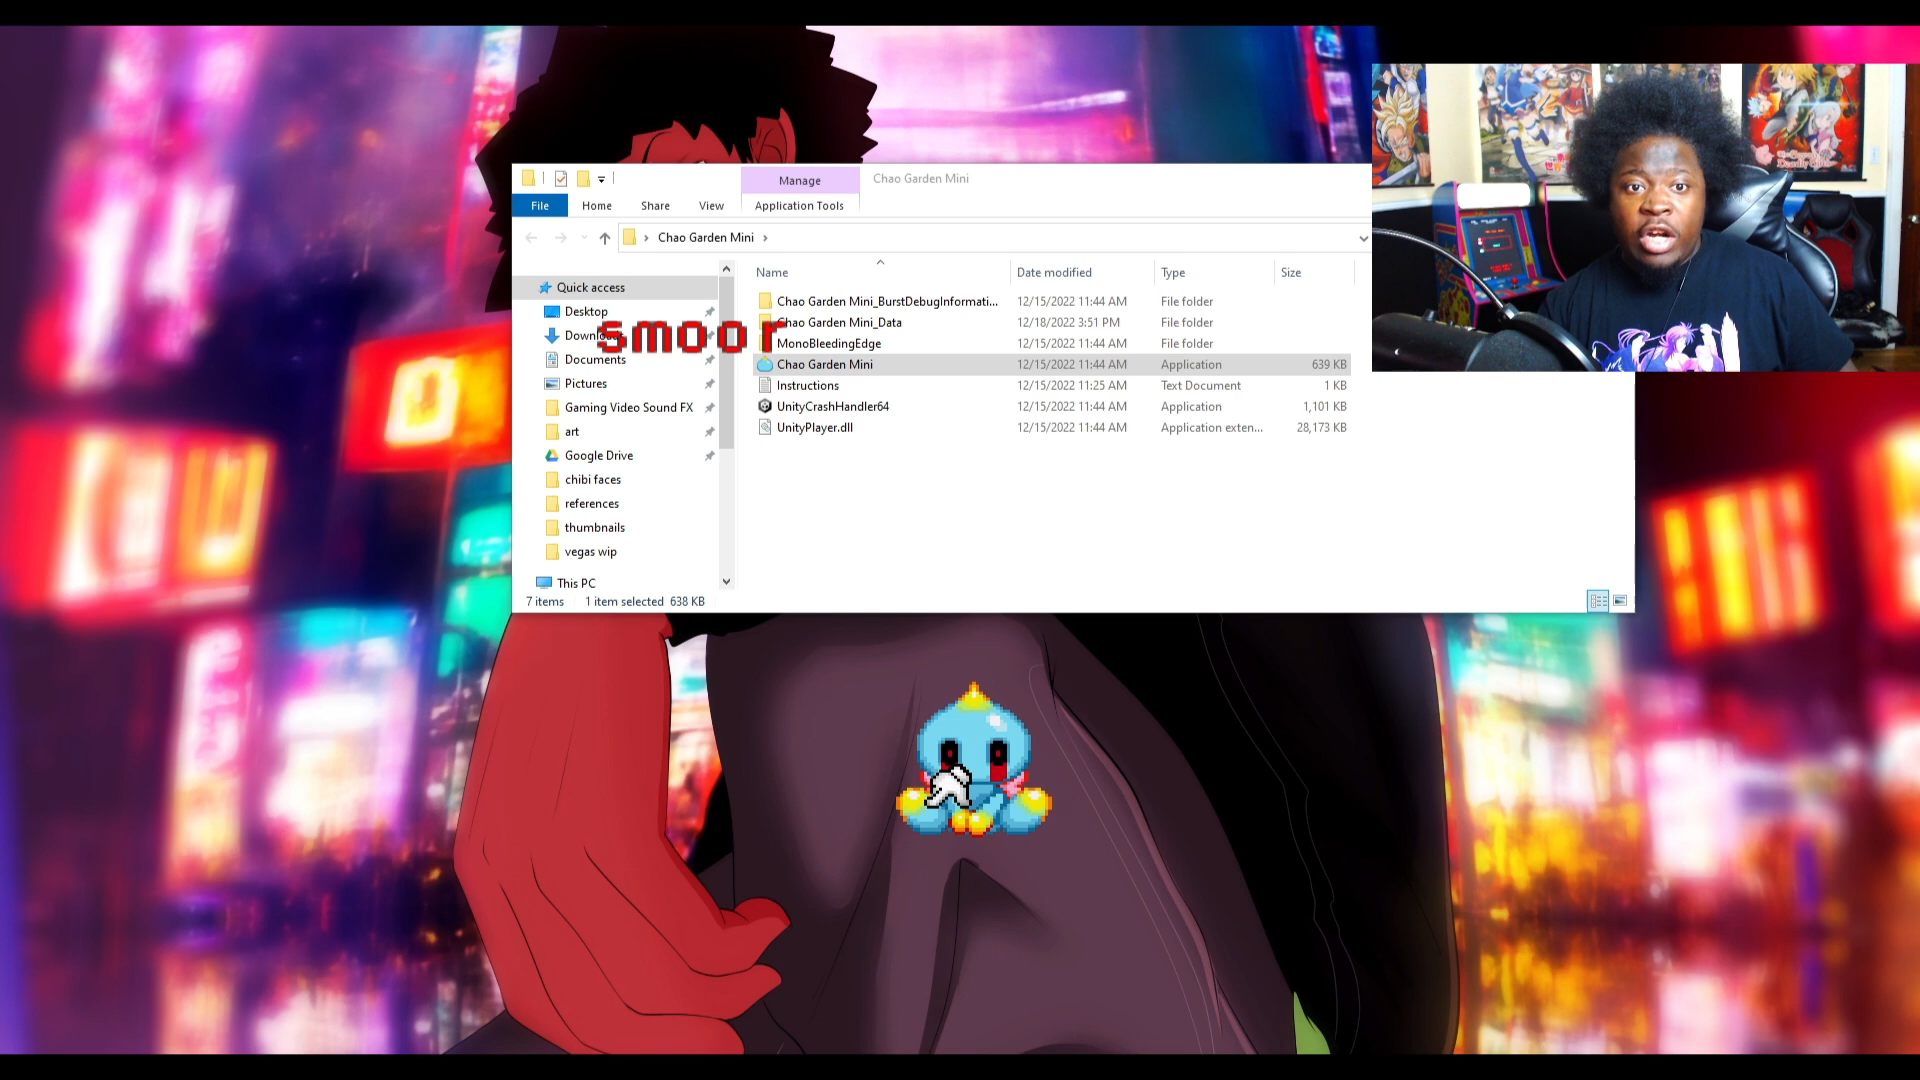 Manage
Chao Garden Mini
File
Home
Share
View
Application Tools
Chao Garden Mini
Name
Date modified
Type
Size
Quick access
Desktop
Documents
Pictures
Gaming Video Sound FX
art
Google Drive
chibi faces
references
thumbnails
vegas wip
This PC
smoor
Chao Garden Mini_BurstDebugInformati... 12/15/2022 11:44 AM File folder
Chao Garden Mini_Data 12/18/2022 3:51 PM File folder
MonoBleedingEdge 12/15/2022 11:44 AM File folder
Chao Garden Mini 12/15/2022 11:44 AM Application 639 KB
Instructions 12/15/2022 11:25 AM Text Document 1 KB
UnityCrashHandler64 12/15/2022 11:44 AM Application 1,101 KB
UnityPlayer.dll 12/15/2022 11:44 AM Application exten... 28,173 KB
7 items 1 item selected 638 KB